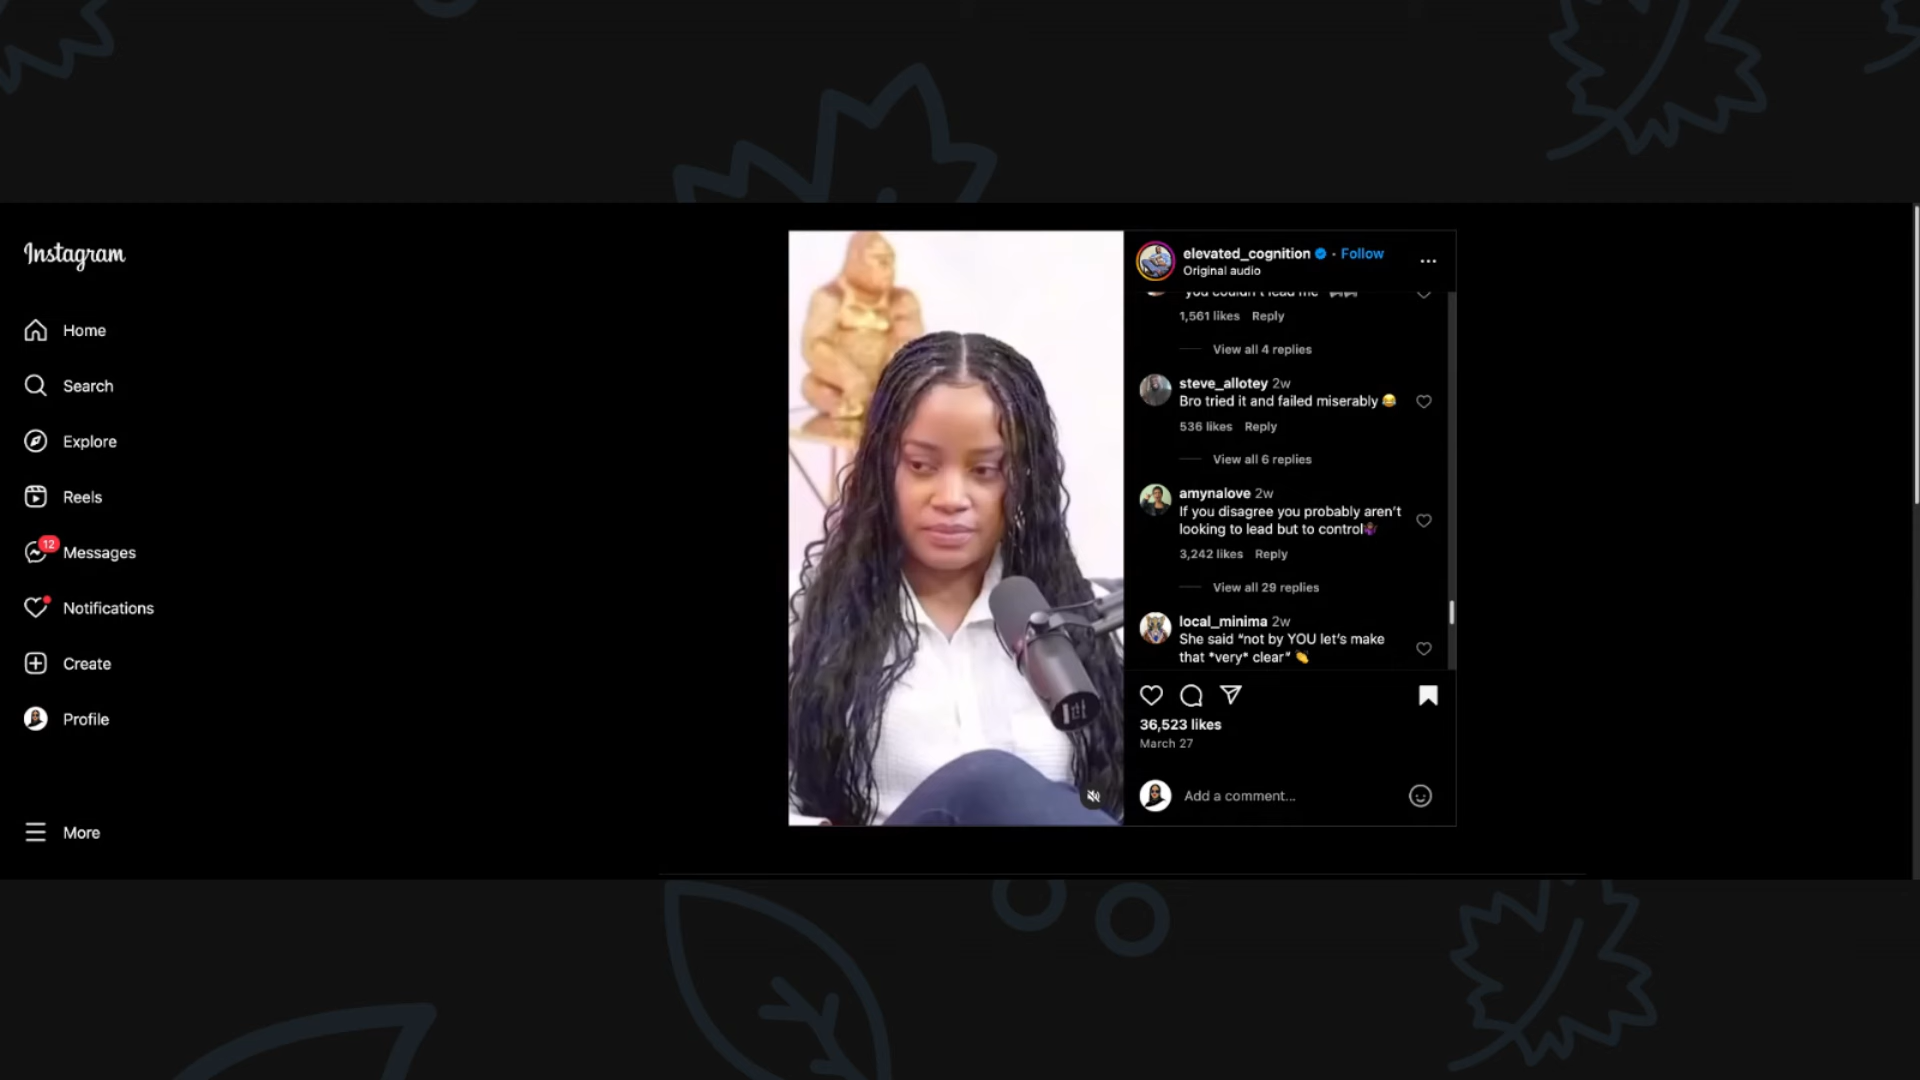 Instagram
Home
Search
Explore
Reels
12
Messages
Notifications
Create
Profile
More
elevated_cognition · Follow
Original audio
"you couldn't lead me"
1,561 likes Reply
View all 4 replies
steve_allotey 2w
Bro tried it and failed miserably 😂
536 likes Reply
View all 6 replies
amynalove 2w
If you disagree you probably aren't
looking to lead but to control
3,242 likes Reply
View all 29 replies
local_minima 2w
She said "not by YOU let's make
that *very* clear" 👏
36,523 likes
March 27
Add a comment...